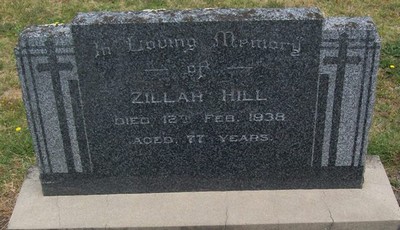 In Loving Memory
OF
ZILLAH HILL
DIED 12TH FEB. 1938
AGED 77 YEARS.